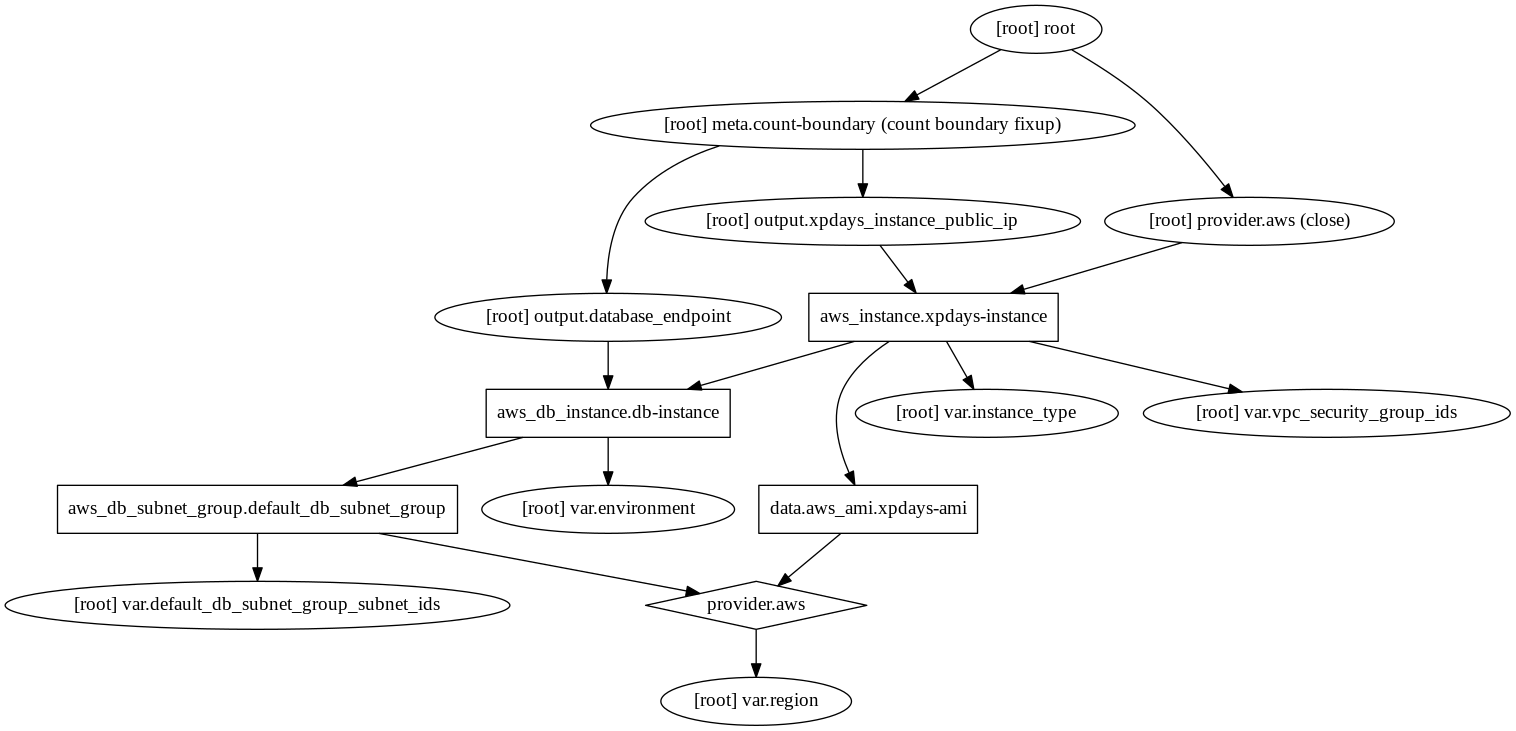 [root] root
[root] meta.count-boundary (count boundary fixup)
[root] output.xpdays_instance_public_ip
[root] provider.aws (close)
[root] output.database_endpoint
aws_instance.xpdays-instance
aws_db_instance.db-instance
[root] var.instance_type
[root] var.vpc_security_group_ids
aws_db_subnet_group.default_db_subnet_group
[root] var.environment
data.aws_ami.xpdays-ami
[root] var.default_db_subnet_group_subnet_ids
provider.aws
[root] var.region